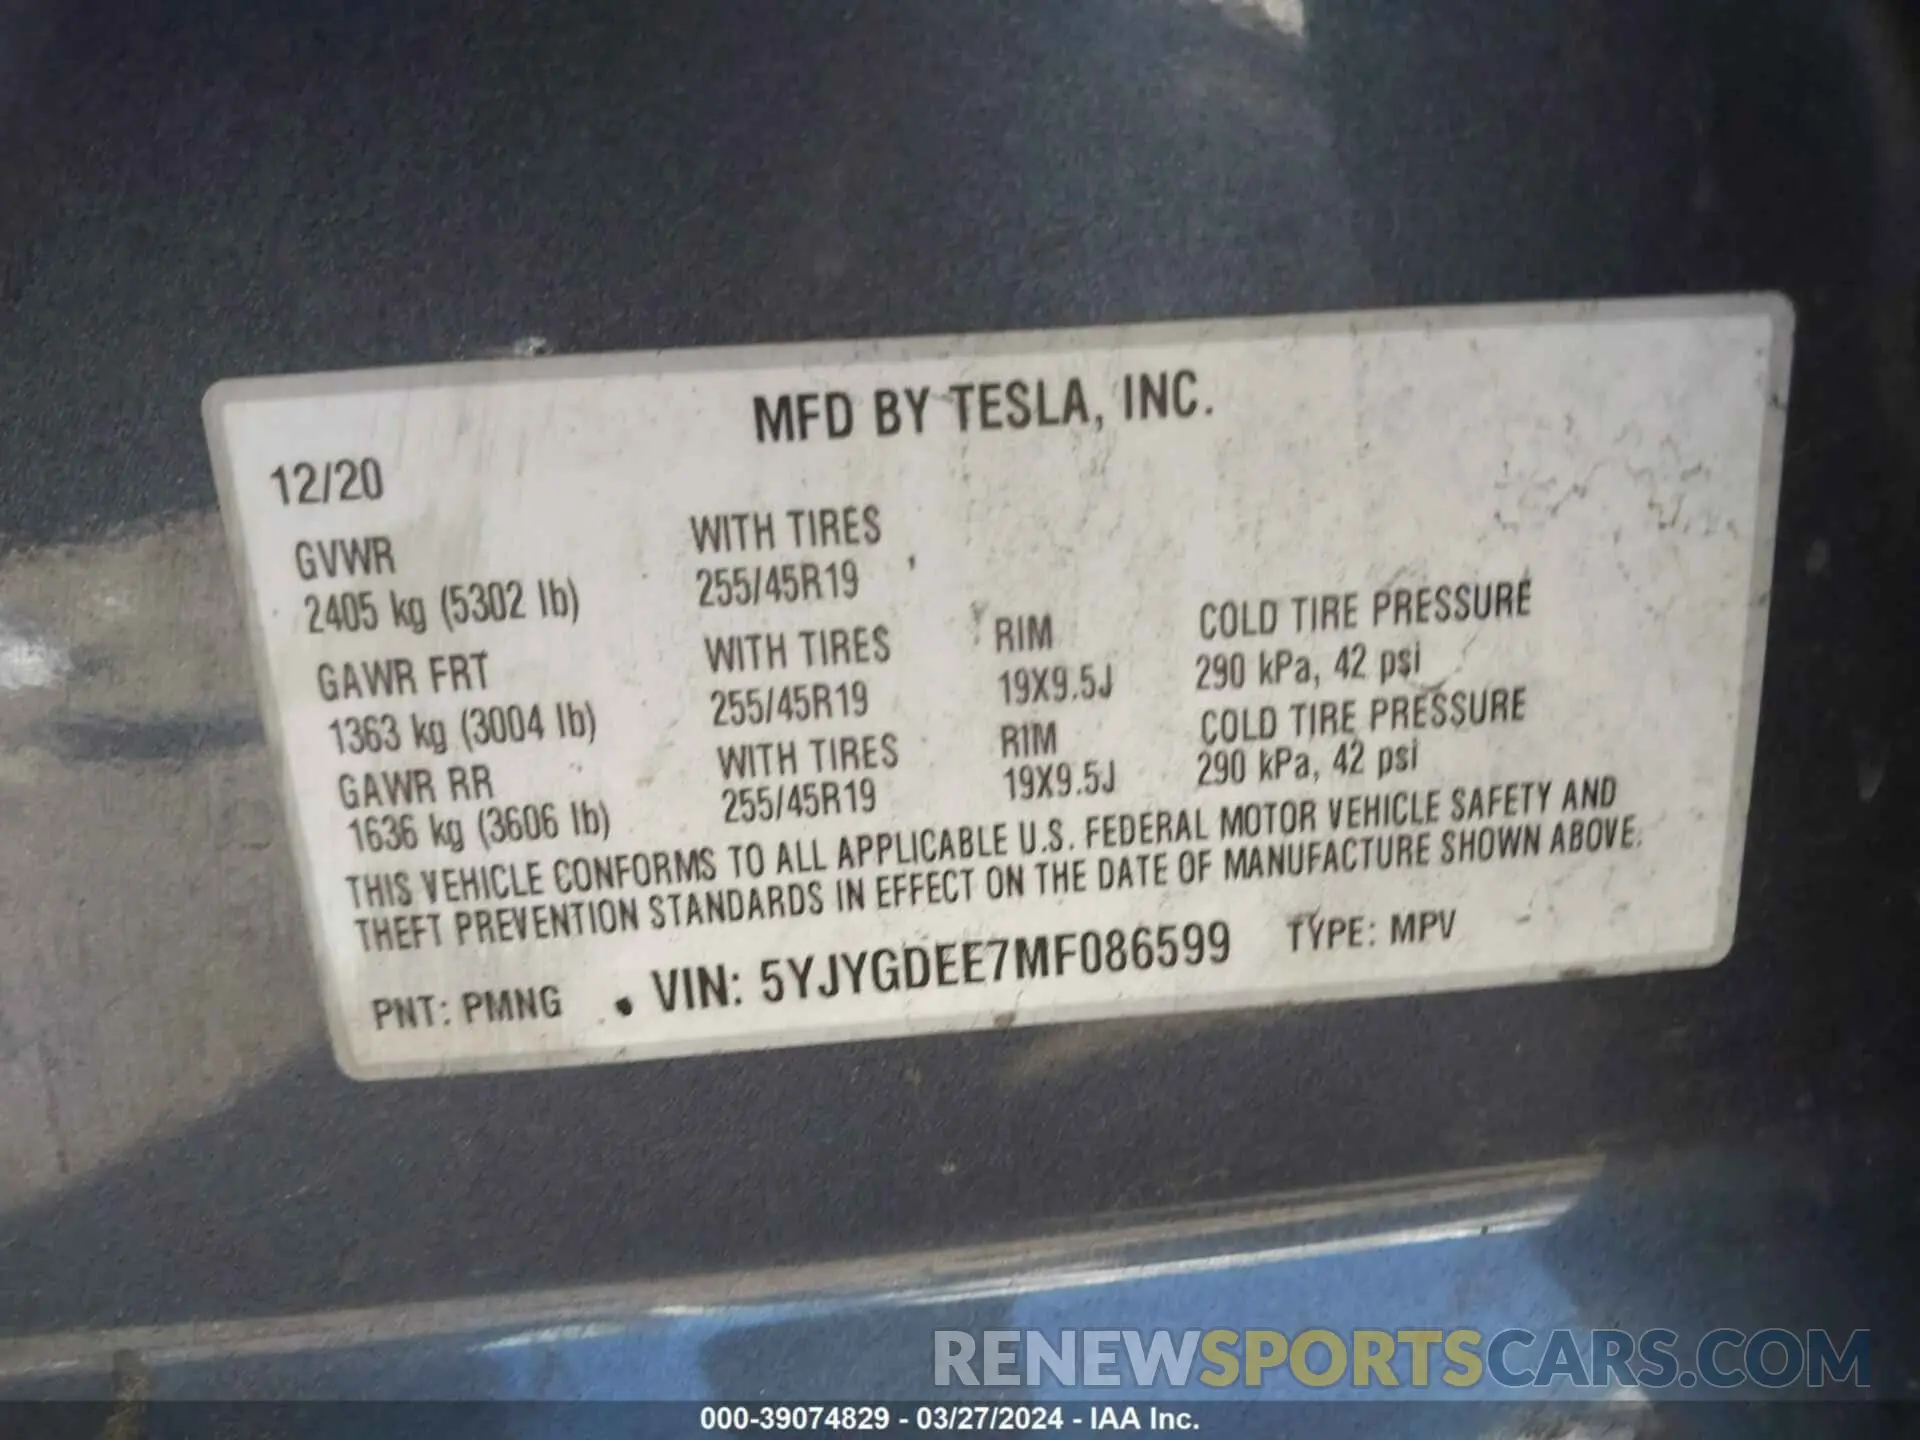 MFD BY TESLA, INC.
12/20
GVWR WITH TIRES
2405 kg (5302 lb) 255/45R19
GAWR FRT WITH TIRES RIM COLD TIRE PRESSURE
1363 kg (3004 lb) 255/45R19 19X9.5J 290 kPa, 42 psi
GAWR RR WITH TIRES RIM COLD TIRE PRESSURE
1636 kg (3606 lb) 255/45R19 19X9.5J 290 kPa, 42 psi
THIS VEHICLE CONFORMS TO ALL APPLICABLE U.S. FEDERAL MOTOR VEHICLE SAFETY AND
THEFT PREVENTION STANDARDS IN EFFECT ON THE DATE OF MANUFACTURE SHOWN ABOVE.
PNT: PMNG VIN: 5YJYGDEE7MF086599 TYPE: MPV
RENEWSPORTSCARS.COM
000-39074829 - 03/27/2024 - IAA Inc.